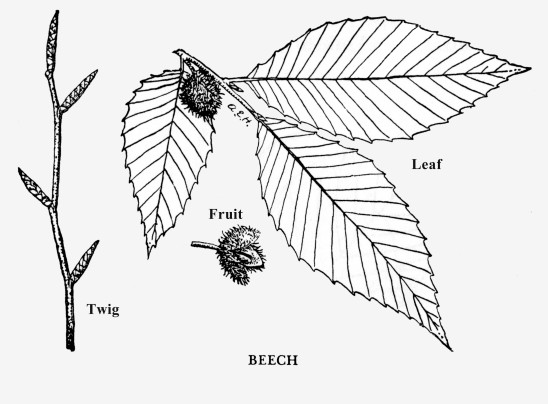 A.E.H.
Leaf
Fruit
Twig
BEECH